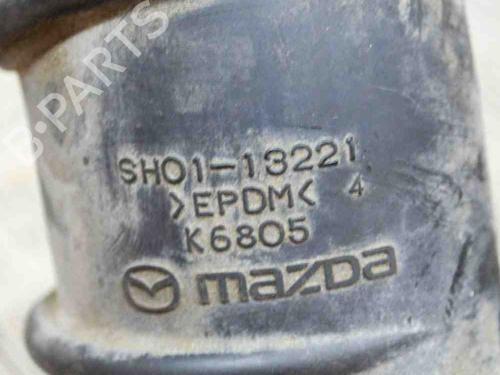 B-PARTS
SH01-13221
>EPDM< 4
K6805
mazda